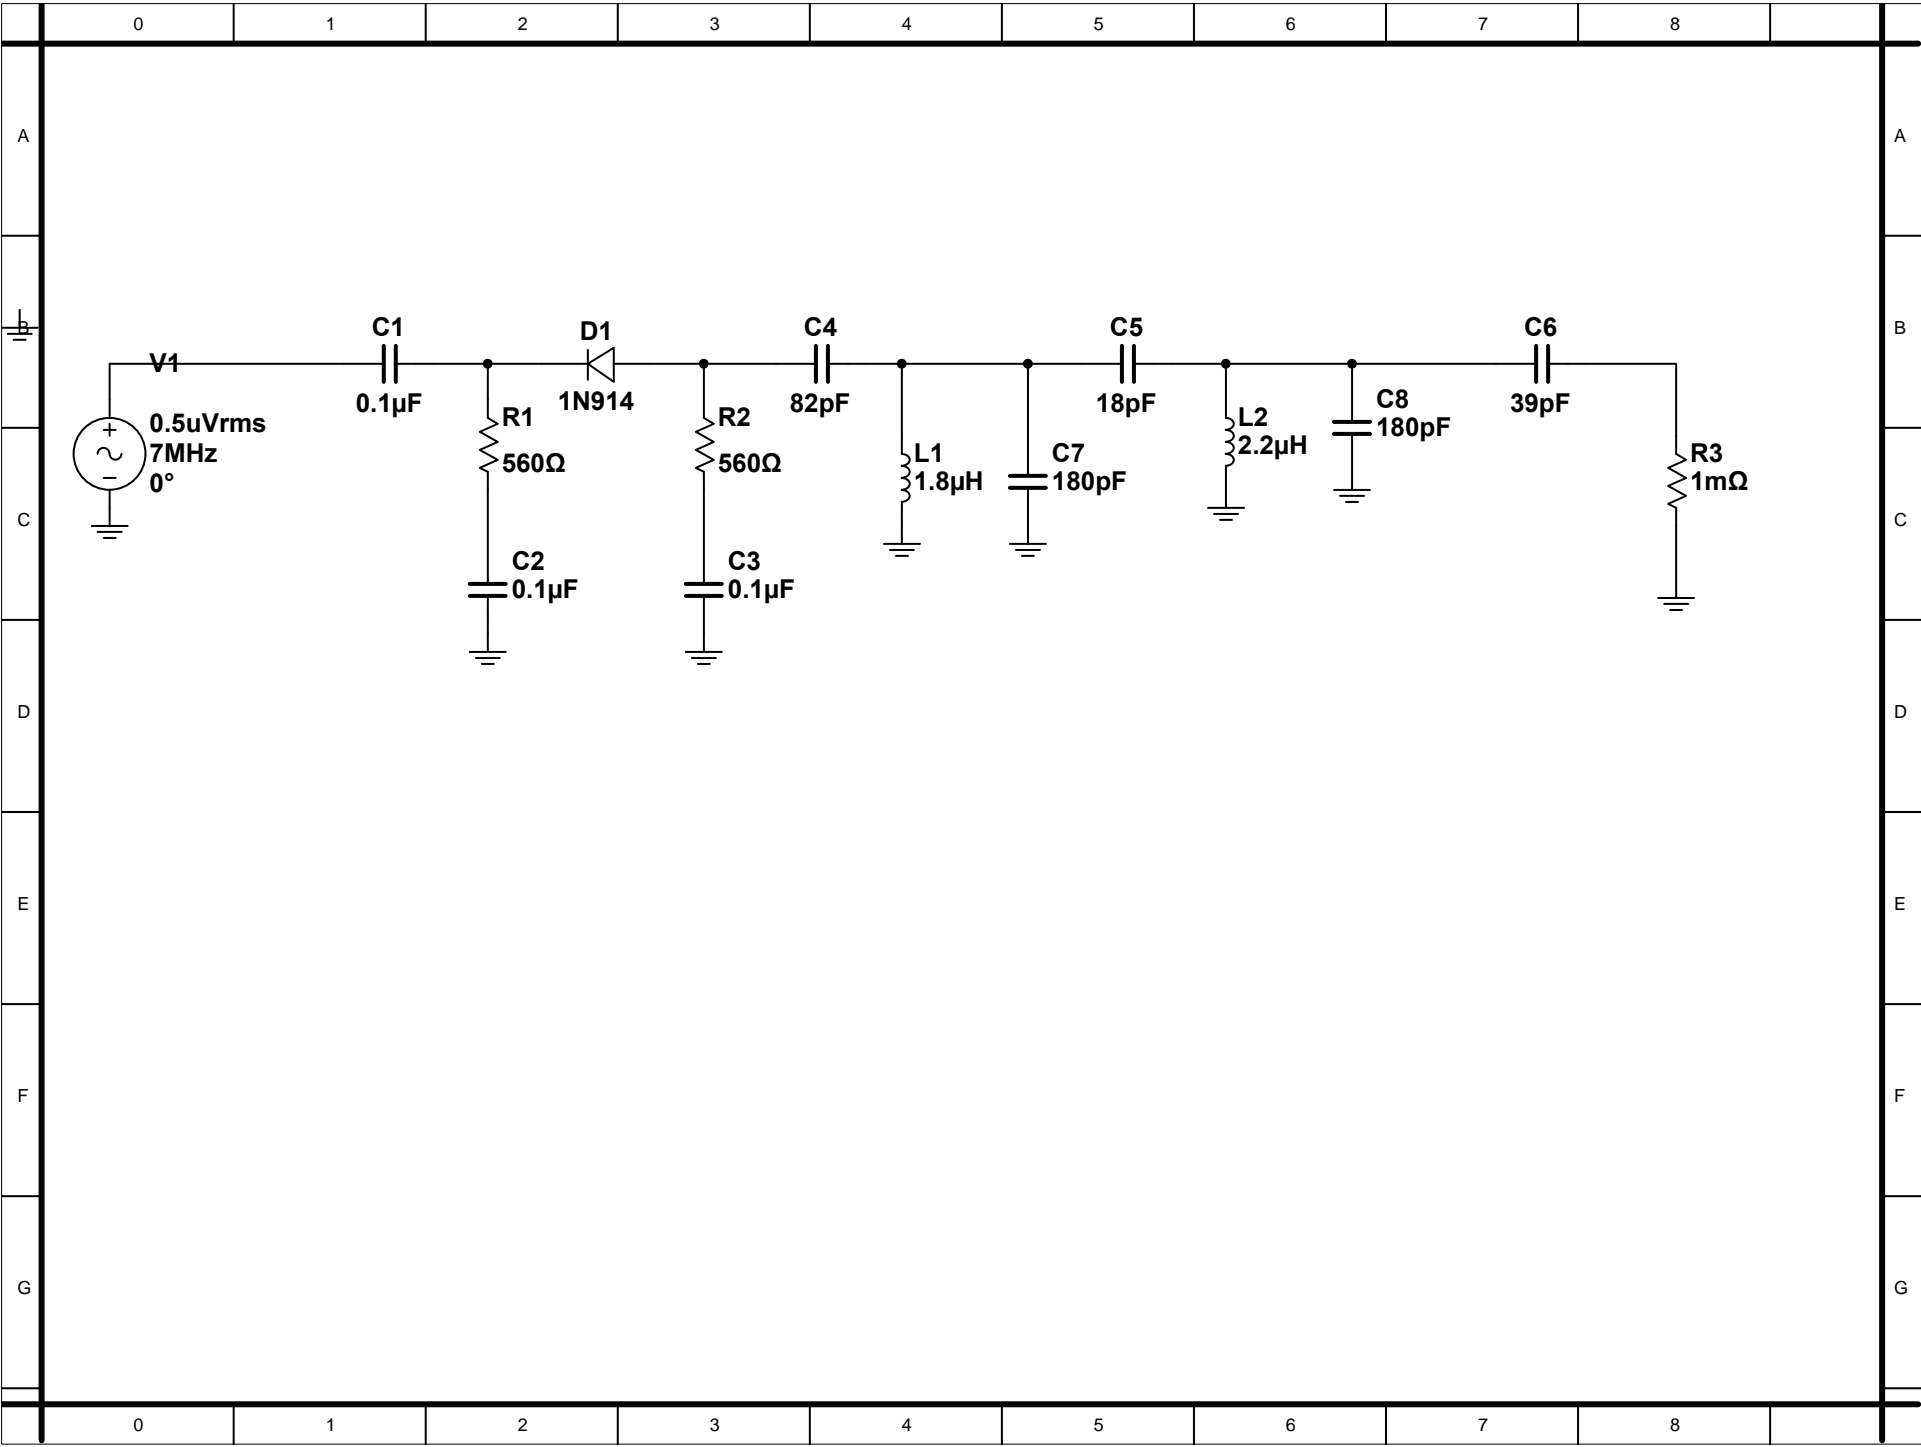 0 1 2 3 4 5 6 7 8
A A
B B
C1 D1 C4 C5 C6
V1
0.1µF 1N914 82pF 18pF 39pF
0.5uVrms
7MHz
0°
R1
560Ω
R2
560Ω
L1
1.8µH
C7
180pF
L2
2.2µH
C8
180pF
R3
1mΩ
C C
C2
0.1µF
C3
0.1µF
D D
E E
F F
G G
0 1 2 3 4 5 6 7 8